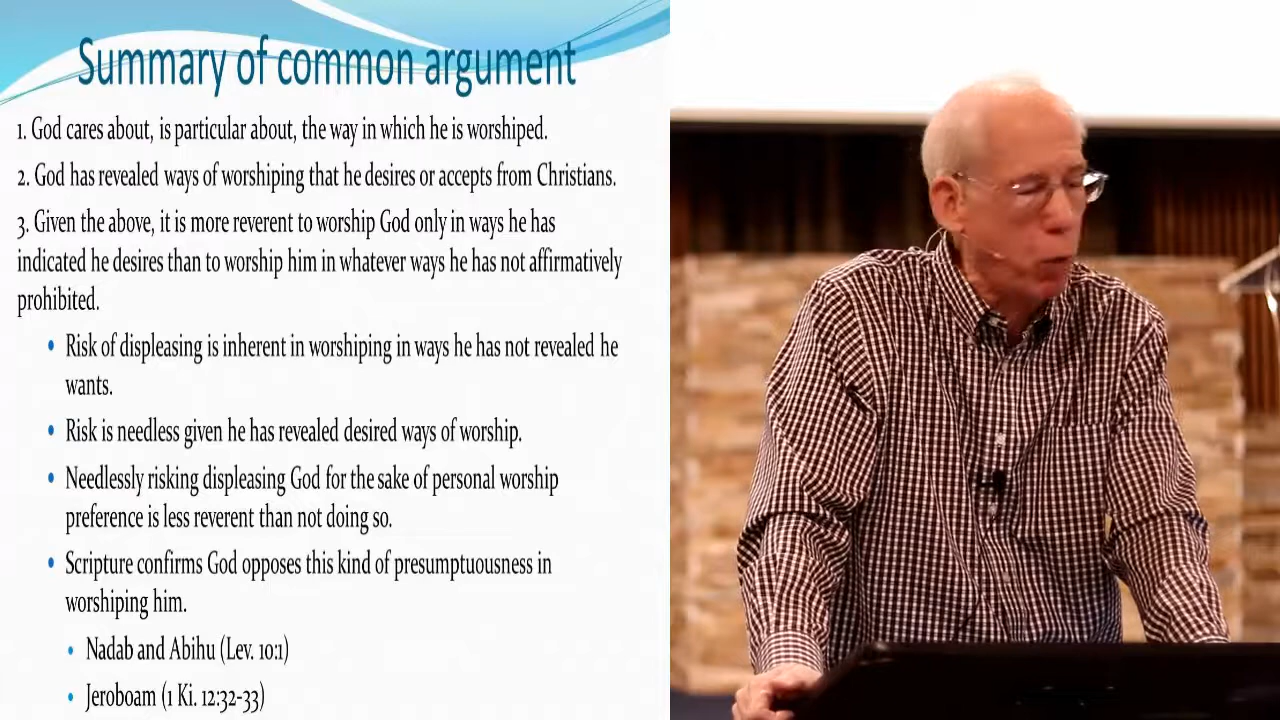 Summary of common argument
1. God cares about, is particular about, the way in which he is worshiped.
2. God has revealed ways of worshiping that he desires or accepts from Christians.
3. Given the above, it is more reverent to worship God only in ways he has
indicated he desires than to worship him in whatever ways he has not affirmatively
prohibited.
• Risk of displeasing is inherent in worshiping in ways he has not revealed he
wants.
• Risk is needless given he has revealed desired ways of worship.
• Needlessly risking displeasing God for the sake of personal worship
preference is less reverent than not doing so.
• Scripture confirms God opposes this kind of presumptuousness in
worshiping him.
• Nadab and Abihu (Lev. 10:1)
• Jeroboam (1 Ki. 12:32-33)